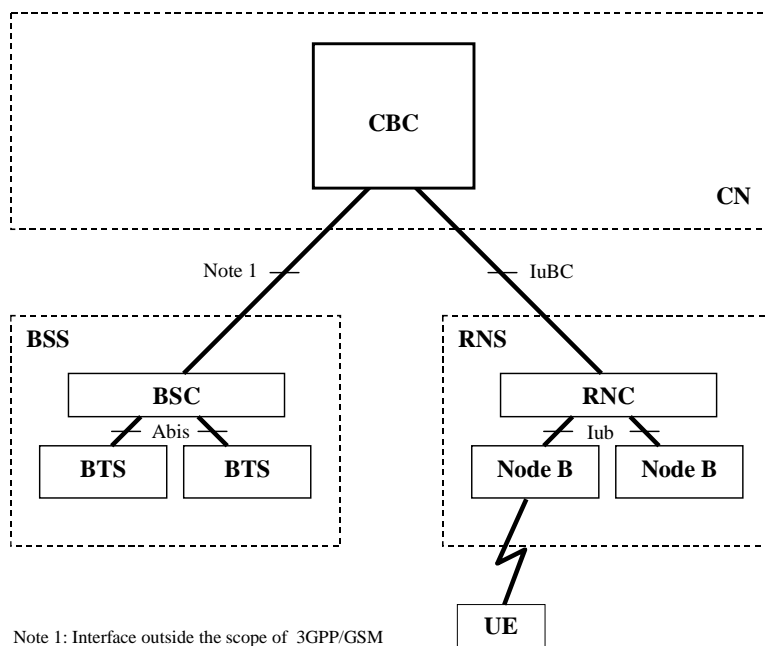 CBC
CN
Note 1
IuBC
BSS
RNS
BSC
RNC
Abis
Iub
BTS
BTS
Node B
Node B
UE
Note 1: Interface outside the scope of 3GPP/GSM